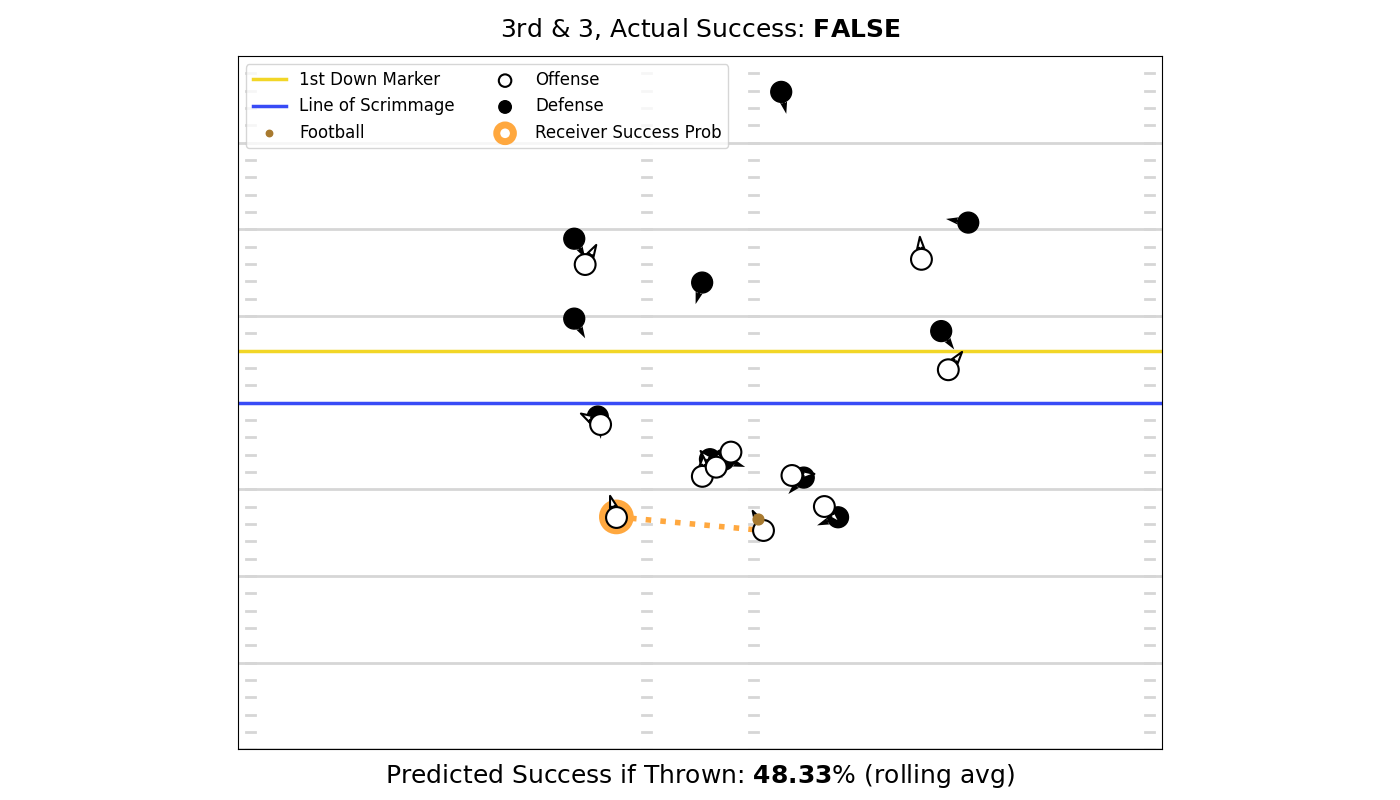 3rd & 3, Actual Success: FALSE
1st Down Marker
Line of Scrimmage
Football
Offense
Defense
Receiver Success Prob
Predicted Success if Thrown: 48.33% (rolling avg)